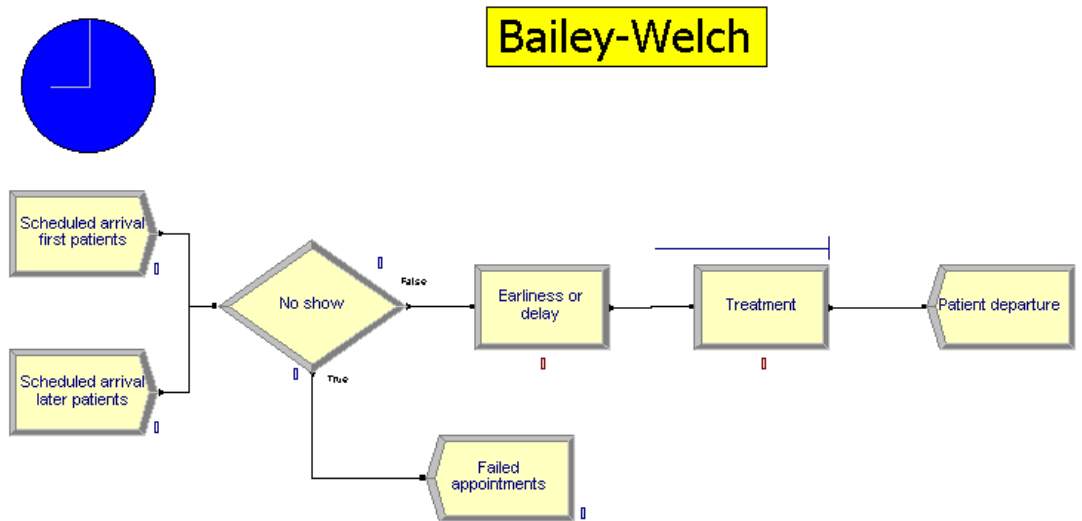 Bailey-Welch
Scheduled arrival
first patients
No show
False
True
Earliness or
delay
Treatment
Patient departure
Scheduled arrival
later patients
Failed
appointments